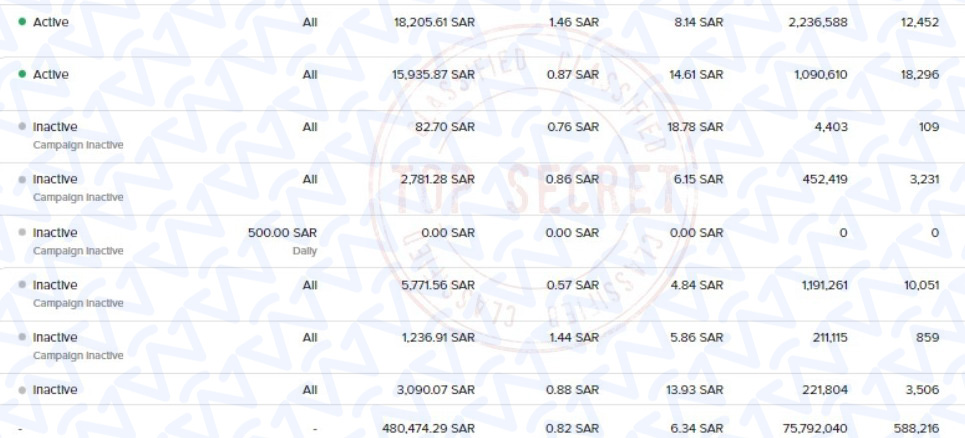 Active All 18,205.61 SAR 1.46 SAR 8.14 SAR 2,236,588 12,452
Active All 15,935.87 SAR 0.87 SAR 14.61 SAR 1,090,610 18,296
Inactive All 82.70 SAR 0.76 SAR 18.78 SAR 4,403 109
Campaign Inactive
Inactive All 2,781.28 SAR 0.86 SAR 6.15 SAR 452,419 3,231
Campaign Inactive
Inactive 500.00 SAR 0.00 SAR 0.00 SAR 0.00 SAR 0 0
Campaign Inactive Daily
Inactive All 5,771.56 SAR 0.57 SAR 4.84 SAR 1,191,261 10,051
Campaign Inactive
Inactive All 1,236.91 SAR 1.44 SAR 5.86 SAR 211,115 859
Campaign Inactive
Inactive All 3,090.07 SAR 0.88 SAR 13.93 SAR 221,804 3,506
- - 480,474.29 SAR 0.82 SAR 6.34 SAR 75,792,040 588,216
CLASSIFIED CLASSIFIED
TOP SECRET
CLASSIFIED CLASSIFIED